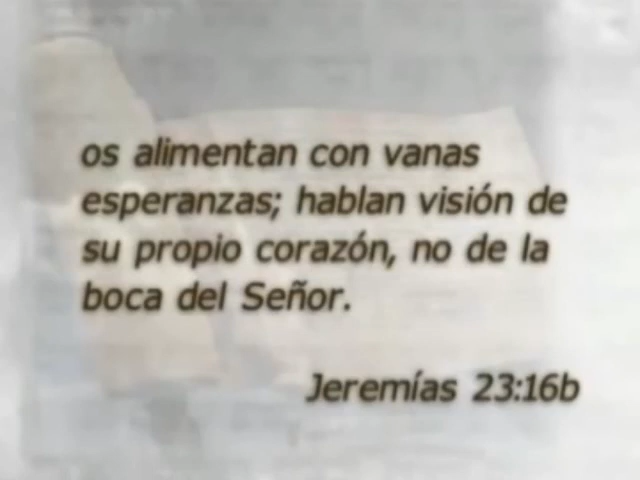 os alimentan con vanas
esperanzas; hablan visión de
su propio corazón, no de la
boca del Señor.
Jeremías 23:16b